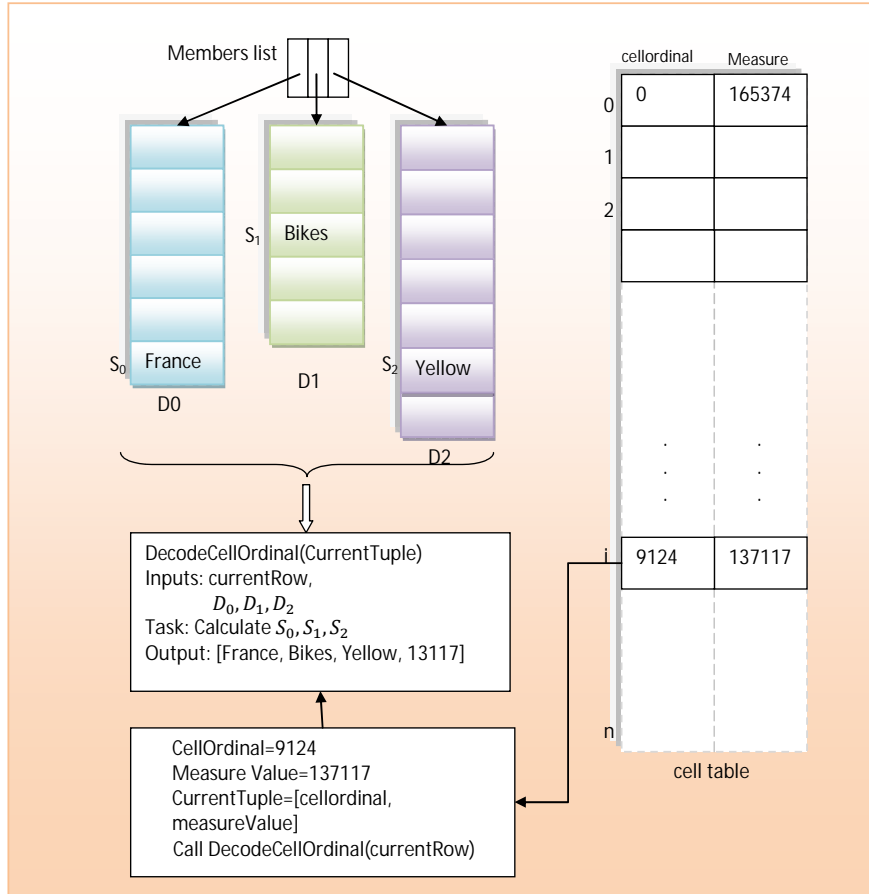 Members list
S₁ Bikes
S₀ France
S₂ Yellow
D0
D1
D2
DecodeCellOrdinal(CurrentTuple)
Inputs: currentRow,
𝐷₀, 𝐷₁, 𝐷₂
Task: Calculate 𝑆₀, 𝑆₁, 𝑆₂
Output: [France, Bikes, Yellow, 13117]
CellOrdinal=9124
Measure Value=137117
CurrentTuple=[cellordinal,
measureValue]
Call DecodeCellOrdinal(currentRow)
cellordinal Measure
0 0 165374
1
2
. .
. .
. .
i 9124 137117
n
cell table